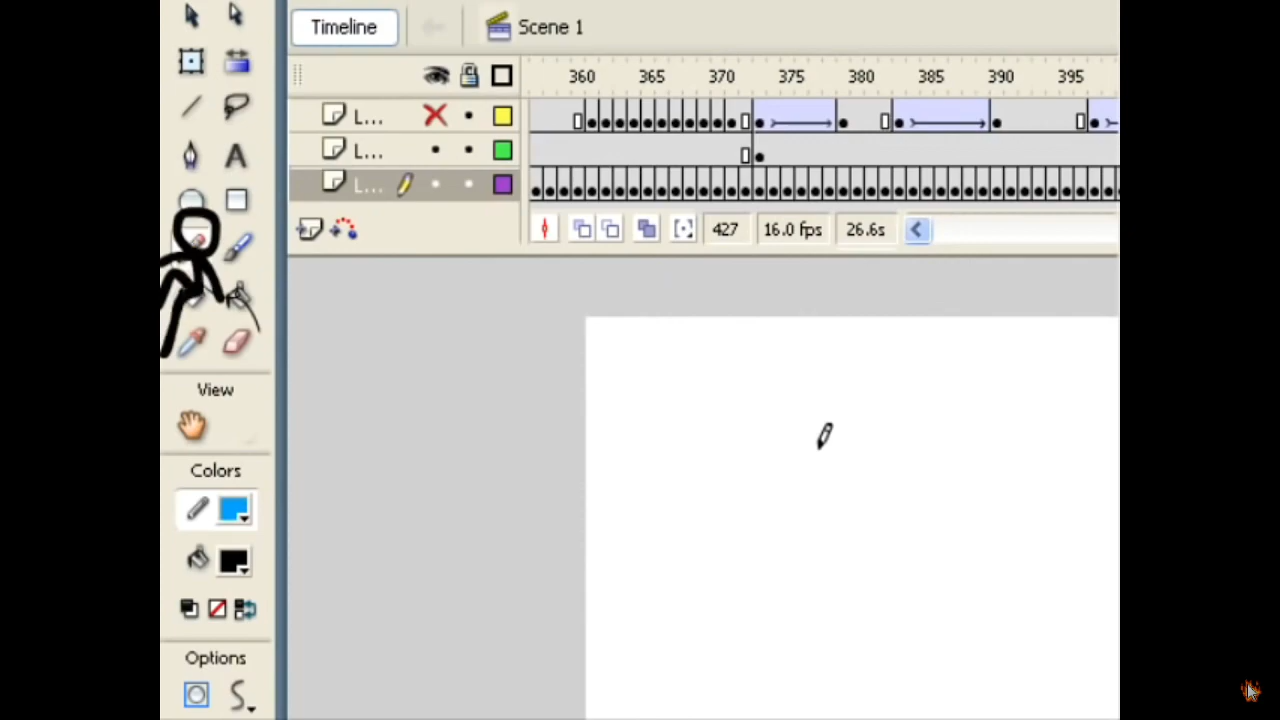 Timeline
Scene 1
360 365 370 375 380 385 390 395
L...
L...
L...
427 16.0 fps 26.6s
A
View
Colors
Options